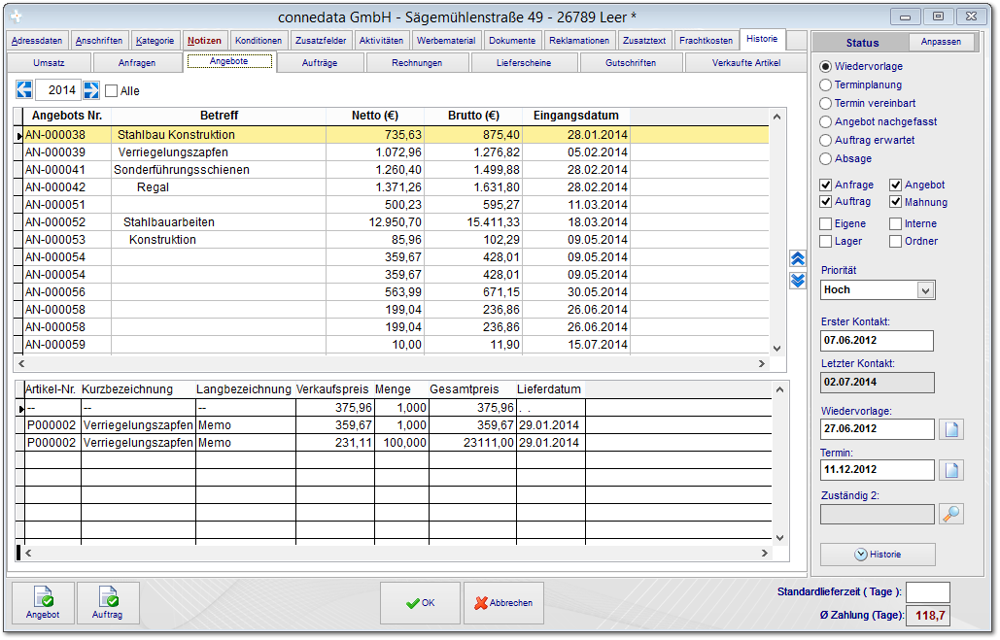 connedata GmbH - Sägemühlenstraße 49 - 26789 Leer *
Adressdaten Anschriften Kategorie Notizen Konditionen Zusatzfelder Aktivitäten Werbematerial Dokumente Reklamationen Zusatztext Frachtkosten Historie
Umsatz Anfragen Angebote Aufträge Rechnungen Lieferscheine Gutschriften Verkaufte Artikel
2014 Alle
Angebots Nr. Betreff Netto (€) Brutto (€) Eingangsdatum
AN-000038 Stahlbau Konstruktion 735,63 875,40 28.01.2014
AN-000039 Verriegelungszapfen 1.072,96 1.276,82 05.02.2014
AN-000041 Sonderführungsschienen 1.260,40 1.499,88 28.02.2014
AN-000042 Regal 1.371,26 1.631,80 28.02.2014
AN-000051 500,23 595,27 11.03.2014
AN-000052 Stahlbauarbeiten 12.950,70 15.411,33 18.03.2014
AN-000053 Konstruktion 85,96 102,29 09.05.2014
AN-000054 359,67 428,01 09.05.2014
AN-000054 359,67 428,01 09.05.2014
AN-000056 563,99 671,15 30.05.2014
AN-000058 199,04 236,86 26.06.2014
AN-000058 199,04 236,86 26.06.2014
AN-000059 10,00 11,90 15.07.2014
Artikel-Nr. Kurzbezeichnung Langbezeichnung Verkaufspreis Menge Gesamtpreis Lieferdatum
-- -- -- 375,96 1,000 375,96 . .
P000002 Verriegelungszapfen Memo 359,67 1,000 359,67 29.01.2014
P000002 Verriegelungszapfen Memo 231,11 100,000 23111,00 29.01.2014
Status Anpassen
Wiedervorlage
Terminplanung
Termin vereinbart
Angebot nachgefasst
Auftrag erwartet
Absage
Anfrage Angebot
Auftrag Mahnung
Eigene Interne
Lager Ordner
Priorität
Hoch
Erster Kontakt:
07.06.2012
Letzter Kontakt:
02.07.2014
Wiedervorlage:
27.06.2012
Termin:
11.12.2012
Zuständig 2:
Historie
Angebot Auftrag OK Abbrechen
Standardlieferzeit ( Tage ):
Ø Zahlung (Tage): 118,7